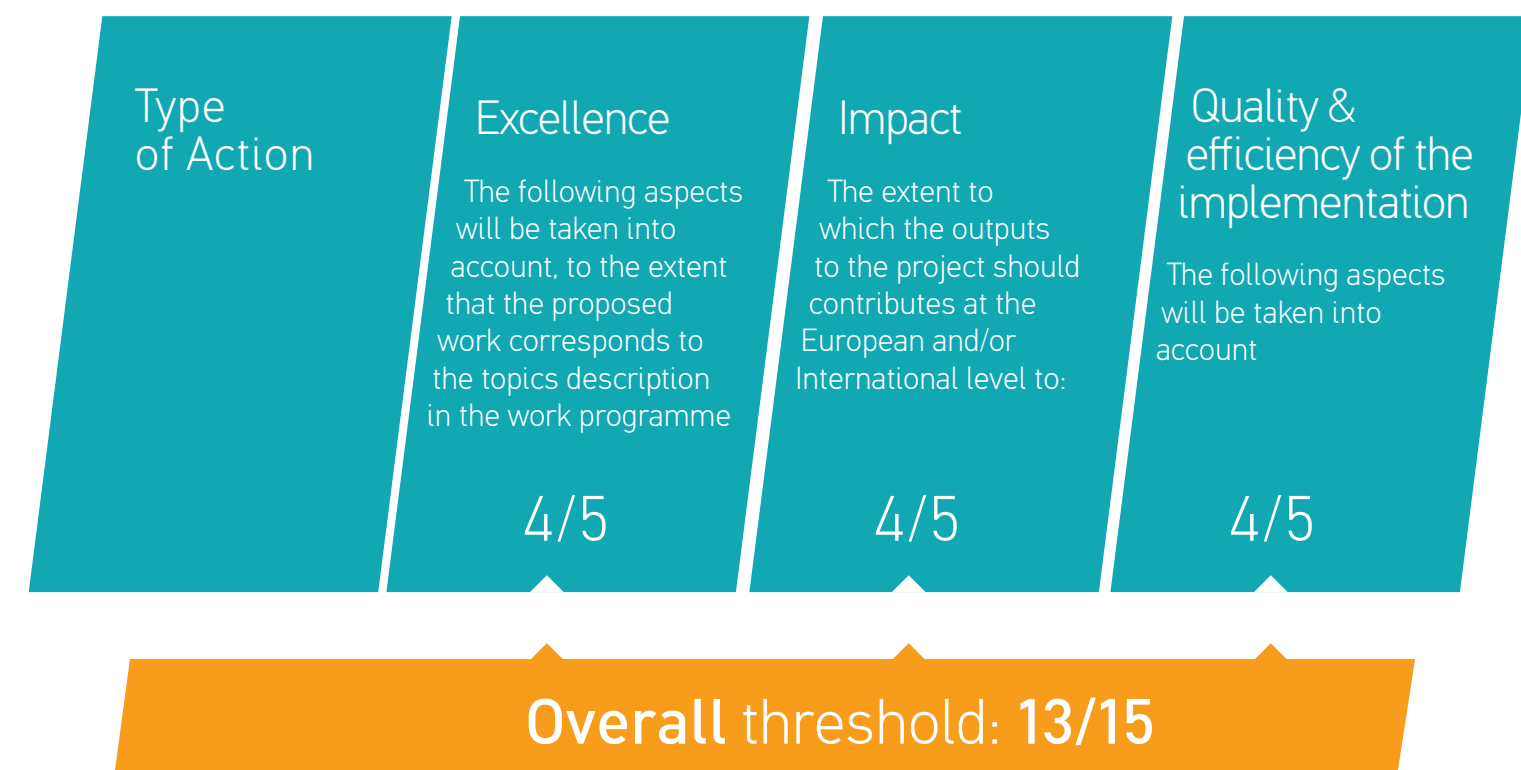 Type
of Action
Excellence
The following aspects
will be taken into
account, to the extent
that the proposed
work corresponds to
the topics description
in the work programme
4/5
Impact
The extent to
which the outputs
to the project should
contributes at the
European and/or
International level to:
4/5
Quality &
efficiency of the
implementation
The following aspects
will be taken into
account
4/5
Overall threshold: 13/15